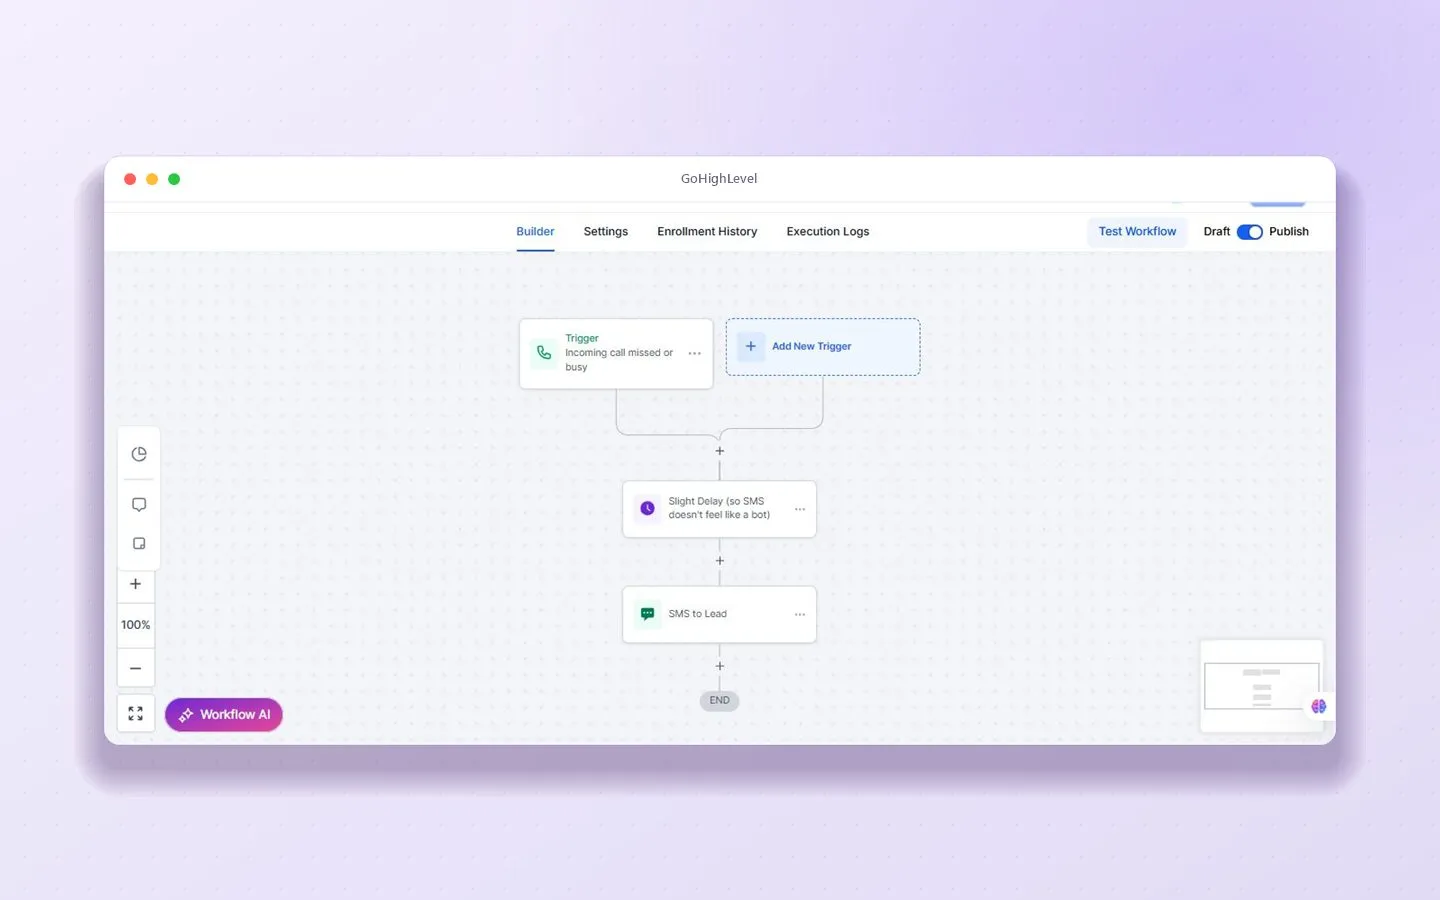 GoHighLevel
Builder
Settings
Enrollment History
Execution Logs
Test Workflow
Draft
Publish
Trigger
Incoming call missed or
busy
Add New Trigger
Slight Delay (so SMS
doesn't feel like a bot)
SMS to Lead
END
100%
Workflow AI